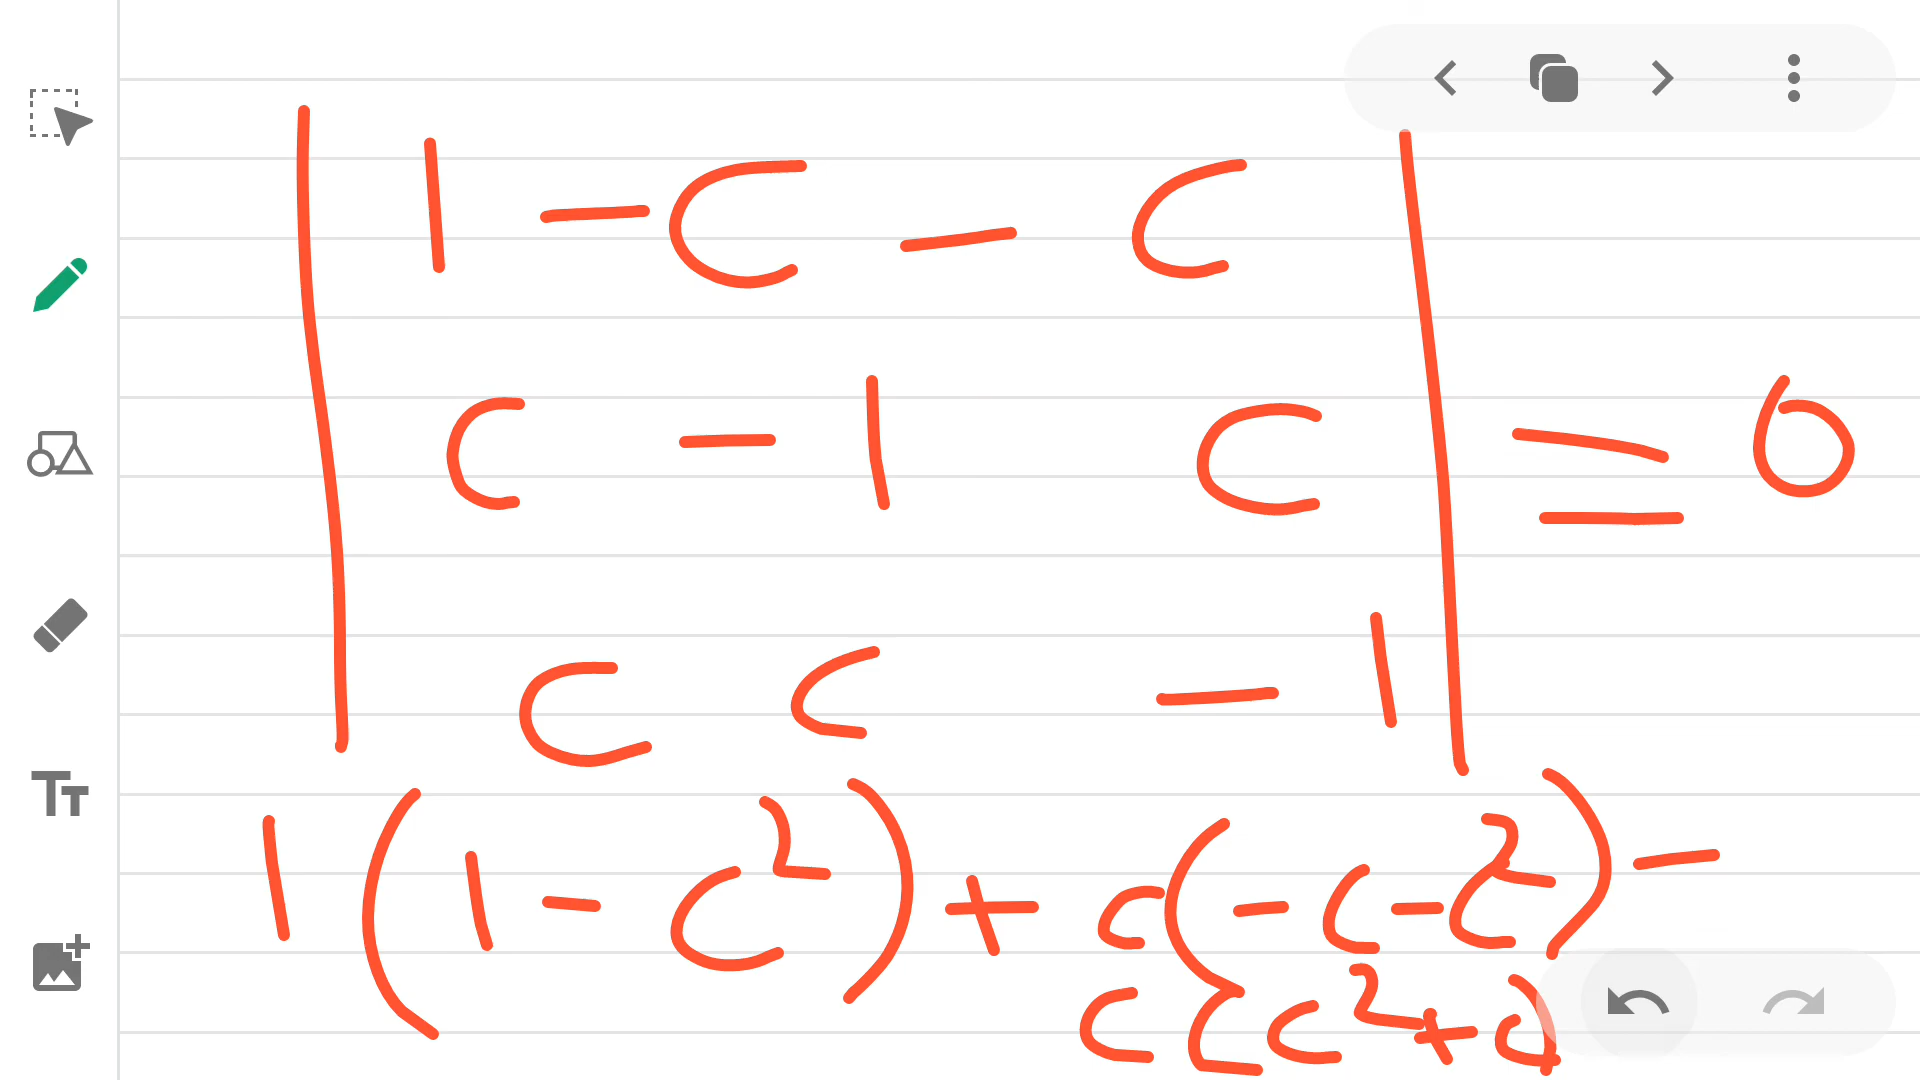 | 1 - c - c |
| c - 1 c | = 0
| c c - 1 |
1(1 - c²) + c(- c - c²) -
c(c² + c)